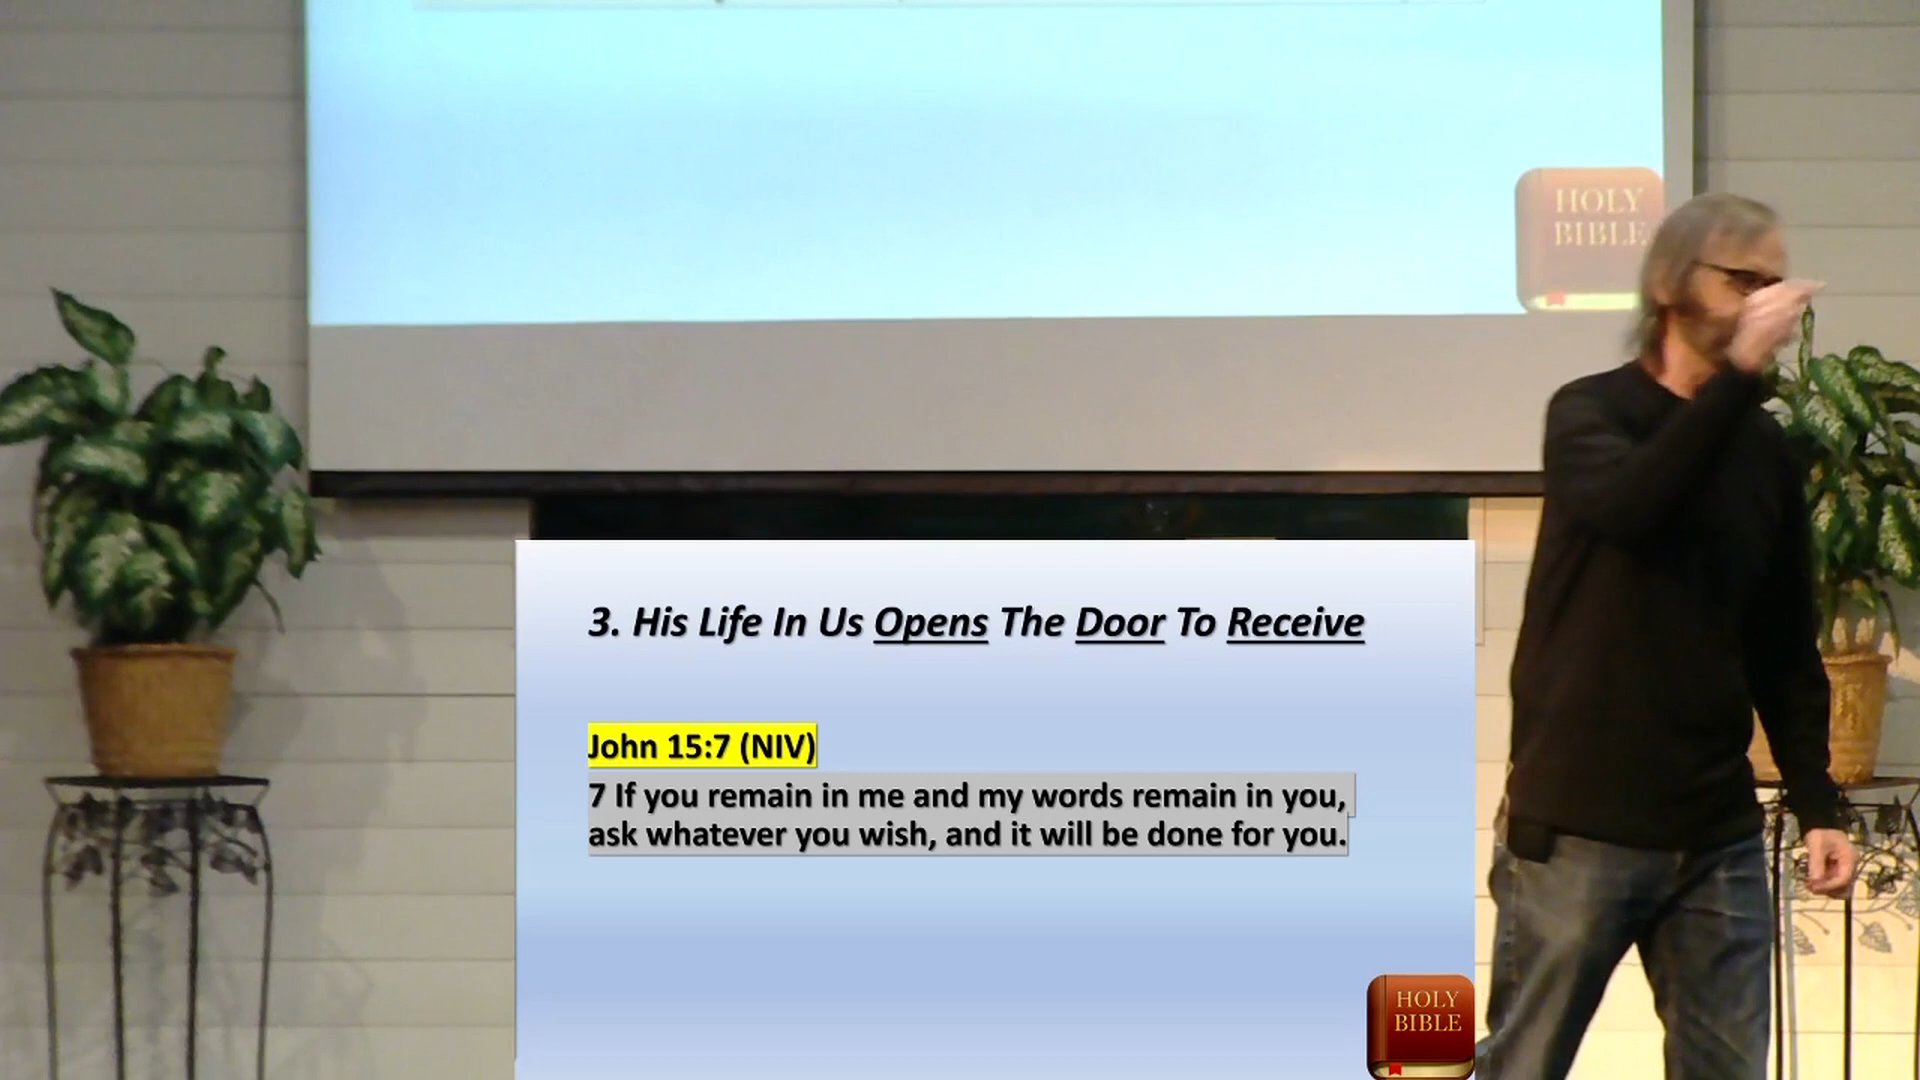 HOLY
BIBLE
3. His Life In Us Opens The Door To Receive
John 15:7 (NIV)
7 If you remain in me and my words remain in you,
ask whatever you wish, and it will be done for you.
HOLY
BIBLE